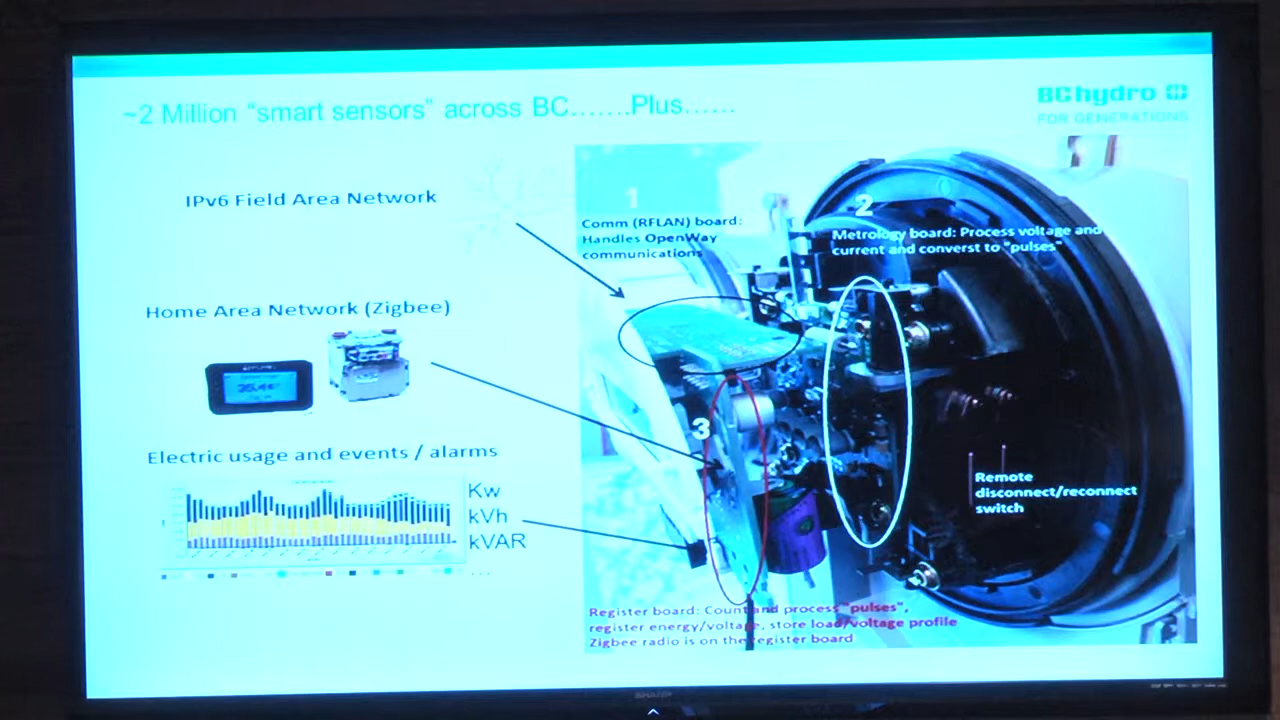 ~2 Million "smart sensors" across BC.......Plus......
BC hydro
FOR GENERATIONS
IPv6 Field Area Network
1
Comm (RFLAN) board:
Handles OpenWay
communications
2
Metrology board: Process voltage and
current and converst to "pulses"
Home Area Network (Zigbee)
3
Electric usage and events / alarms
Kw
kVh
kVAR
...
Remote
disconnect/reconnect
switch
Register board: Count and process "pulses",
register energy/voltage, store load/voltage profile
Zigbee radio is on the register board
SHARP